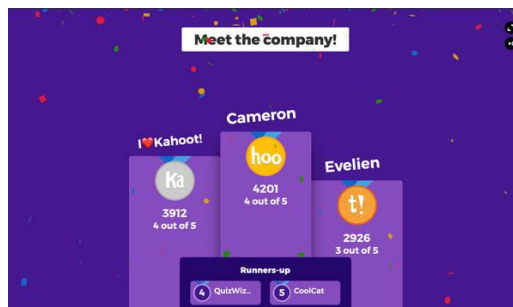 Meet the company!
Cameron
I❤️Kahoot!
Evelien
hoo
Ka
t!
4201
4 out of 5
3912
4 out of 5
2926
3 out of 5
Runners-up
4 QuizWiz..
5 CoolCat